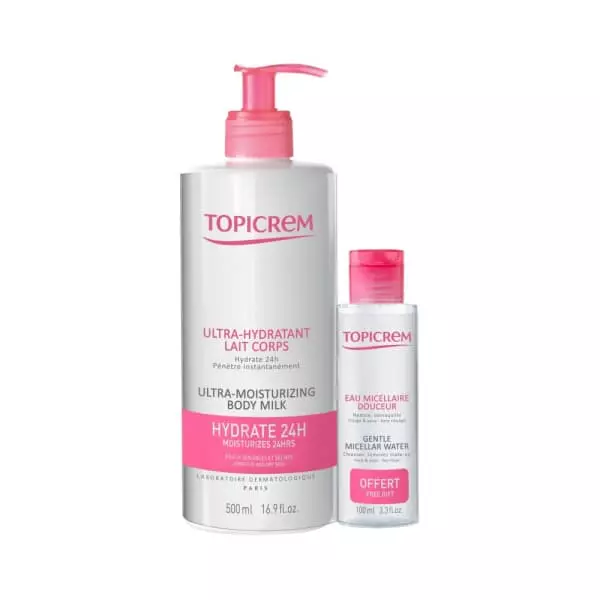 TOPICREM
ULTRA-HYDRATANT
LAIT CORPS
Hydrate 24h
Pénètre instantanément
ULTRA-MOISTURIZING
BODY MILK
HYDRATE 24H
MOISTURIZES 24HRS
LABORATOIRE DERMATOLOGIQUE
PARIS
500 ml 16.9 fl.oz.
TOPICREM
EAU MICELLAIRE
DOUCEUR
GENTLE
MICELLAR WATER
OFFERT
FREE GIFT
100 ml 3.3 fl.oz